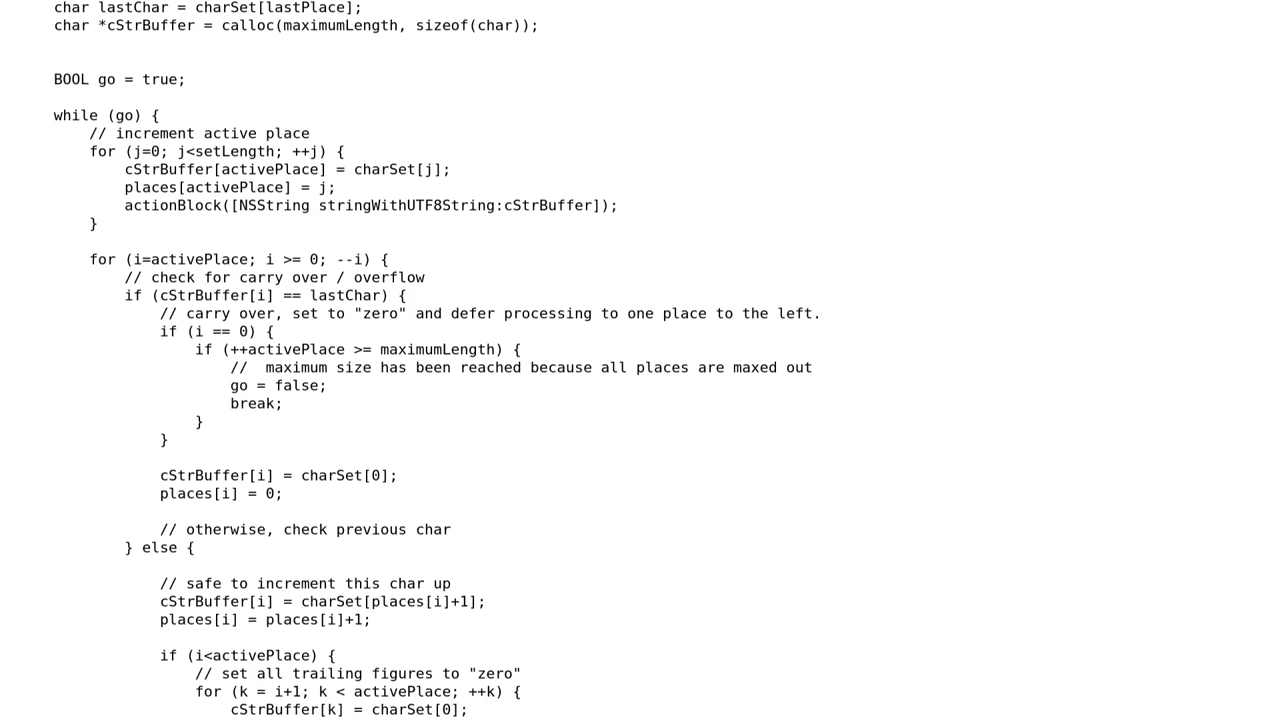 char lastChar = charSet[lastPlace];
char *cStrBuffer = calloc(maximumLength, sizeof(char));
BOOL go = true;
while (go) {
// increment active place
for (j=0; j<setLength; ++j) {
cStrBuffer[activePlace] = charSet[j];
places[activePlace] = j;
actionBlock([NSString stringWithUTF8String:cStrBuffer]);
}
for (i=activePlace; i >= 0; --i) {
// check for carry over / overflow
if (cStrBuffer[i] == lastChar) {
// carry over, set to "zero" and defer processing to one place to the left.
if (i == 0) {
if (++activePlace >= maximumLength) {
//  maximum size has been reached because all places are maxed out
go = false;
break;
}
}
cStrBuffer[i] = charSet[0];
places[i] = 0;
// otherwise, check previous char
} else {
// safe to increment this char up
cStrBuffer[i] = charSet[places[i]+1];
places[i] = places[i]+1;
if (i<activePlace) {
// set all trailing figures to "zero"
for (k = i+1; k < activePlace; ++k) {
cStrBuffer[k] = charSet[0];